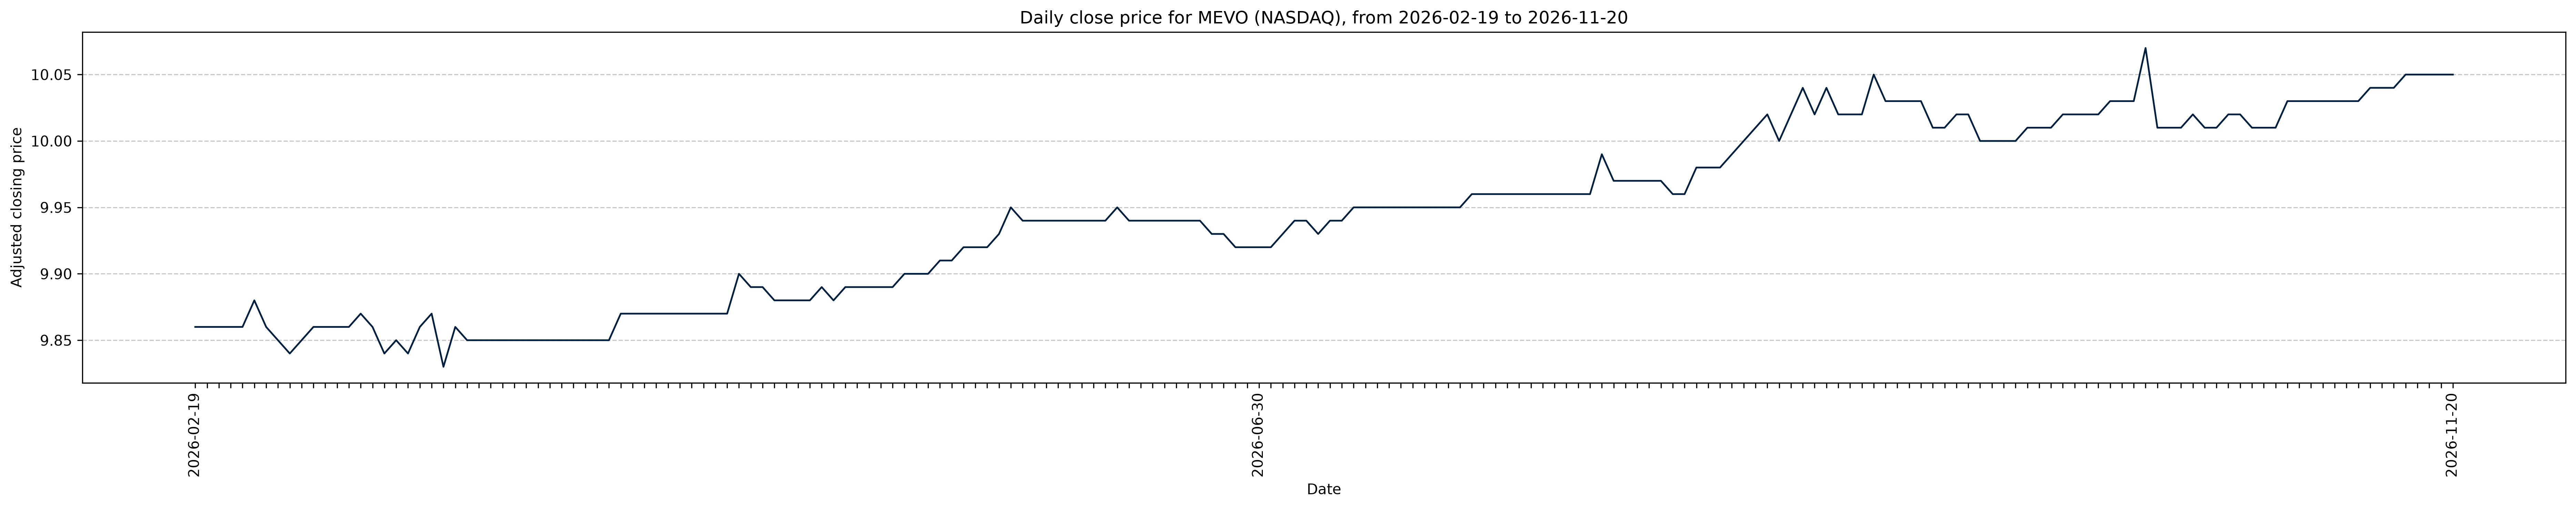 Daily close price for MEVO (NASDAQ), from 2026-02-19 to 2026-11-20
Adjusted closing price
10.05
10.00
9.95
9.90
9.85
2026-02-19
2026-06-30
2026-11-20
Date